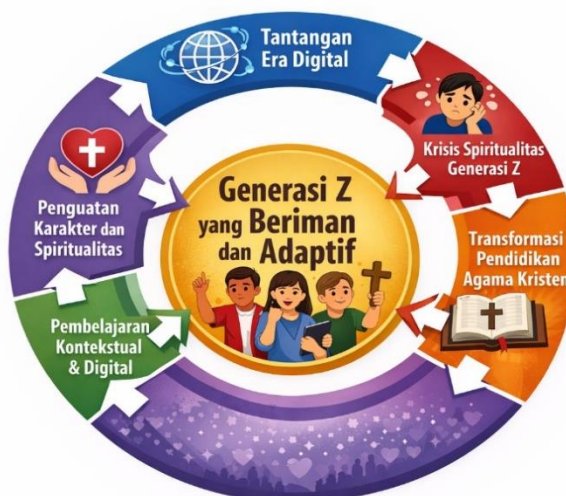 Tantangan
Era Digital
Krisis Spiritualitas
Generasi Z
Transformasi
Pendidikan
Agama Kristen
Pembelajaran
Kontekstual
& Digital
Penguatan
Karakter dan
Spiritualitas
Generasi Z
yang Beriman
dan Adaptif